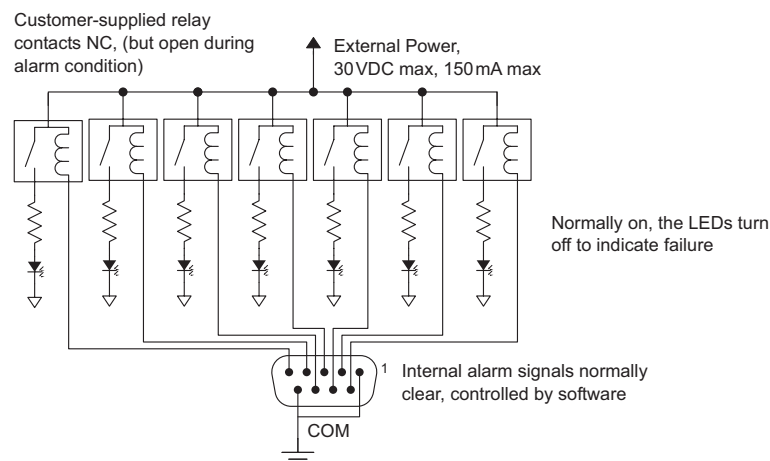 Customer-supplied relay
contacts NC, (but open during
alarm condition)
External Power,
30VDC max, 150mA max
Normally on, the LEDs turn
off to indicate failure
1
Internal alarm signals normally
clear, controlled by software
COM